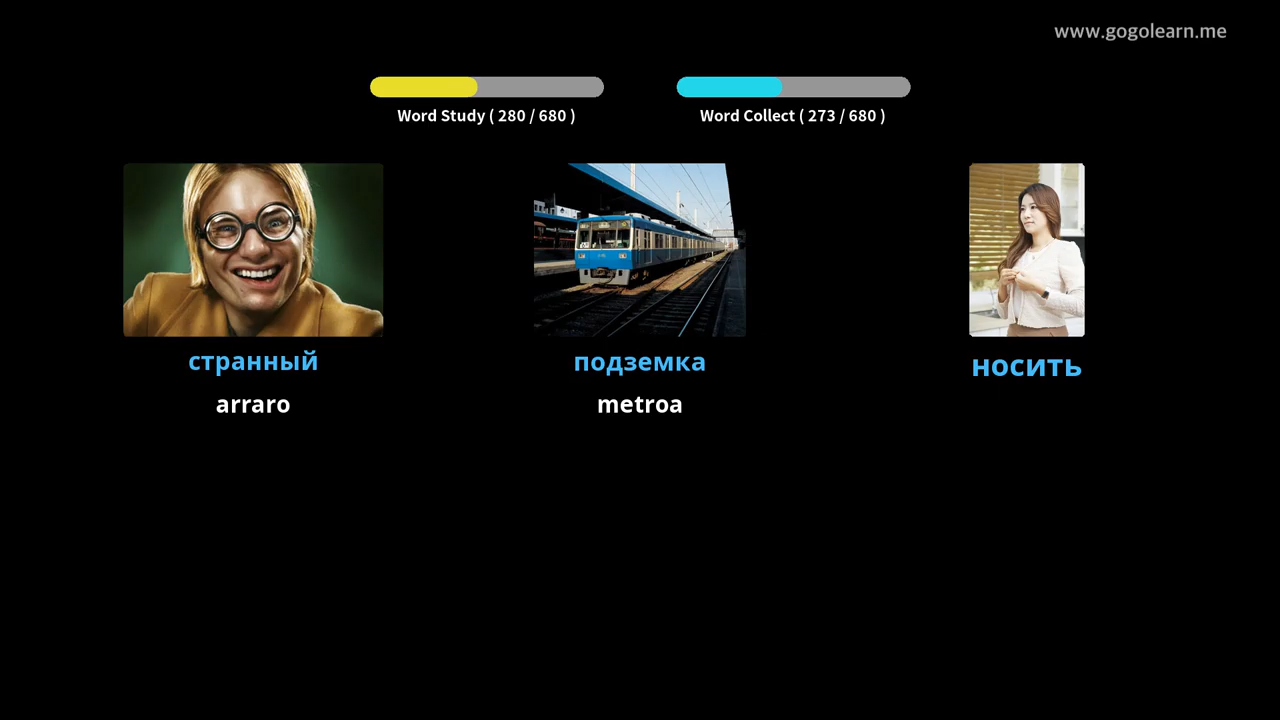 www.gogolearn.me
Word Study ( 280 / 680 )
Word Collect ( 273 / 680 )
странный
подземка
носить
arraro
metroa